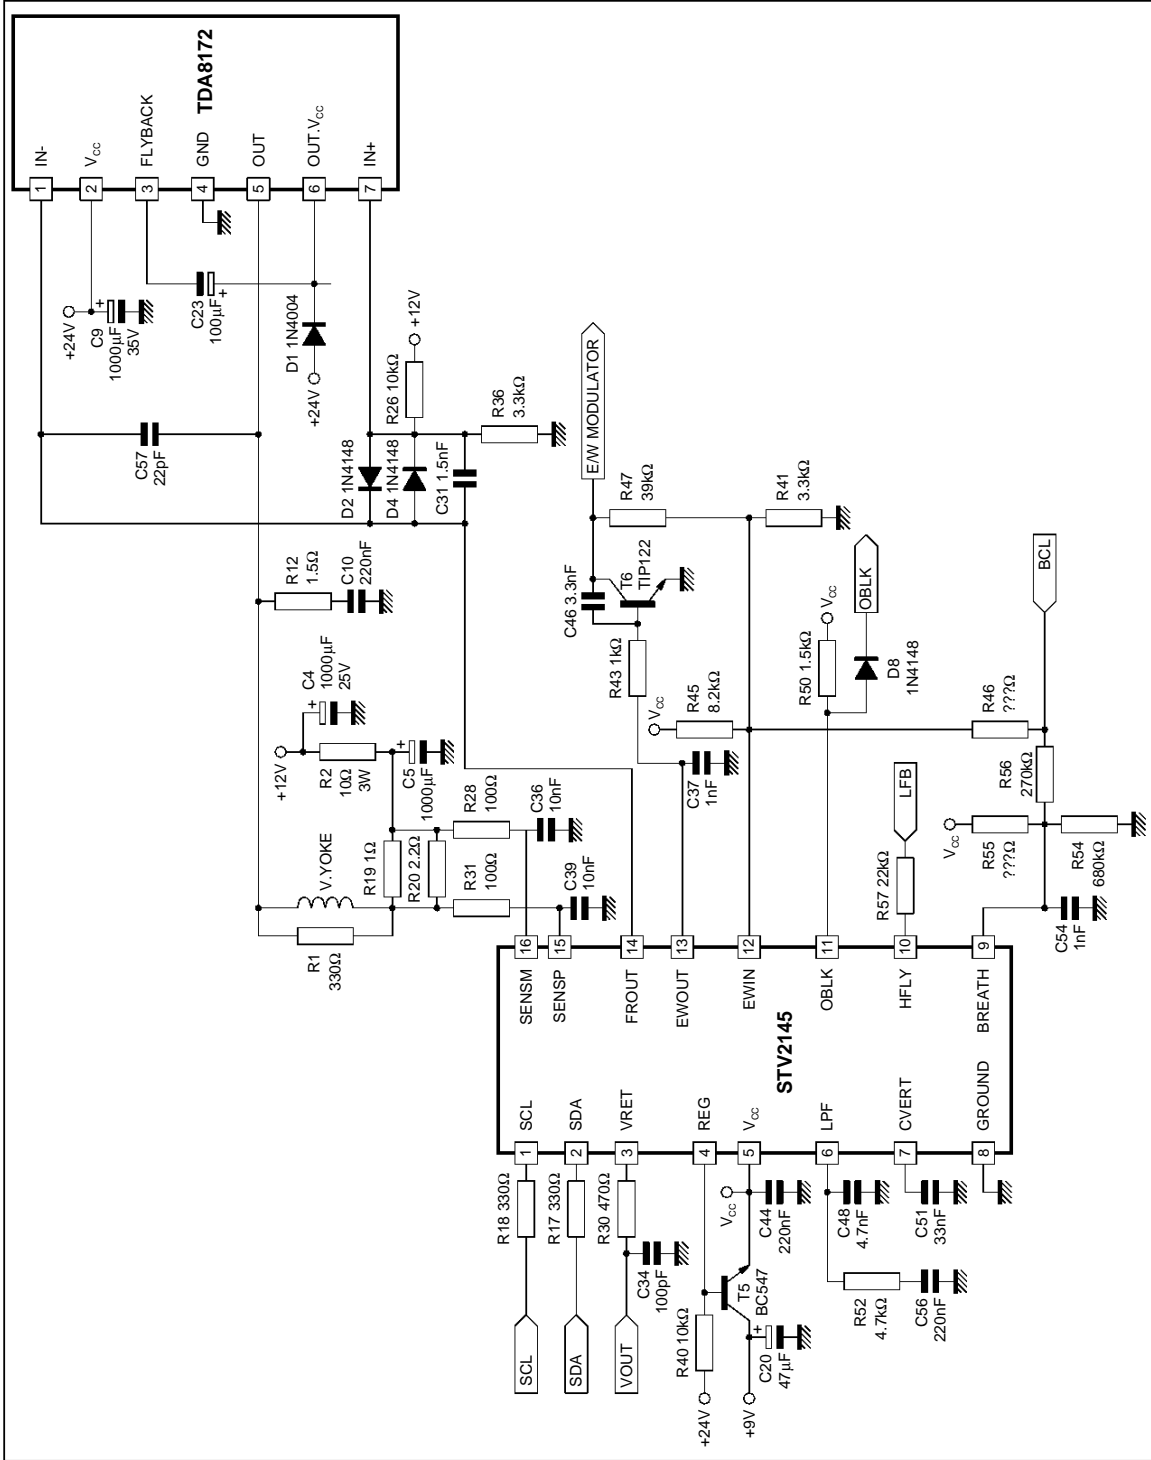 TDA8172
IN-
V_CC
FLYBACK
GND
OUT
OUT.V_CC
IN+
1
2
3
4
5
6
7
+24V
C9
1000µF
35V
C23
100µF
+
D1 1N4004
+24V
C57
22pF
D2 1N4148
D4 1N4148
C31 1.5nF
R26 10kΩ
+12V
R36
3.3kΩ
R12
1.5Ω
C10
220nF
+12V
C4
1000µF
25V
+
R2
10Ω
3W
C5
1000µF
+
V.YOKE
R1
330Ω
R19 1Ω
R20 2.2Ω
R28
100Ω
C36
10nF
R31
100Ω
C39
10nF
E/W MODULATOR
C46 3.3nF
T6
TIP122
R47
39kΩ
R41
3.3kΩ
R43 1kΩ
C37
1nF
V_CC
R45
8.2kΩ
R50 1.5kΩ
V_CC
OBLK
D8
1N4148
BCL
R46
???Ω
R56
270kΩ
V_CC
R55
???Ω
R54
680kΩ
C54
1nF
LFB
R57 22kΩ
16
15
14
13
12
11
10
9
SENSM
SENSP
FROUT
EWOUT
EWIN
OBLK
HFLY
BREATH
STV2145
SCL
SDA
VRET
REG
V_CC
LPF
CVERT
GROUND
1
2
3
4
5
6
7
8
R18 330Ω
R17 330Ω
R30 470Ω
C34
100pF
SCL
SDA
VOUT
R40 10kΩ
+24V
T5
BC547
+9V
C20
47µF
+
V_CC
C44
220nF
C48
4.7nF
C51
33nF
R52
4.7kΩ
C56
220nF